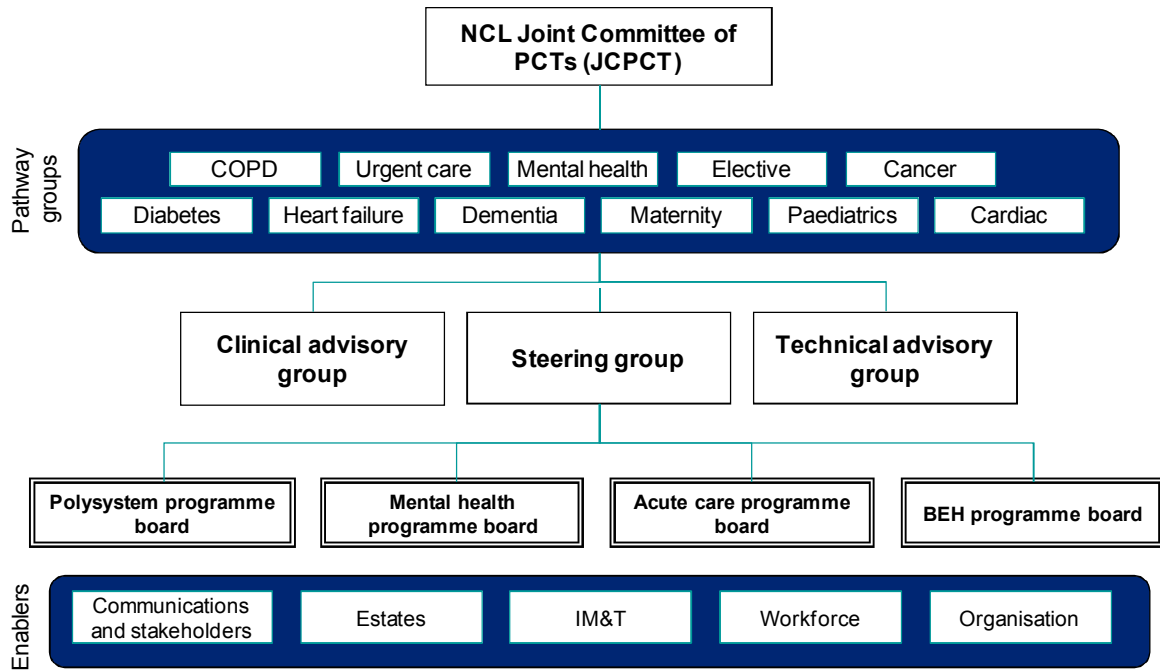 NCL Joint Committee of
PCTs (JCPCT)
Pathway
groups
COPD
Urgent care
Mental health
Elective
Cancer
Diabetes
Heart failure
Dementia
Maternity
Paediatrics
Cardiac
Clinical advisory
group
Steering group
Technical advisory
group
Polysystem programme
board
Mental health
programme board
Acute care programme
board
BEH programme board
Enablers
Communications
and stakeholders
Estates
IM&T
Workforce
Organisation